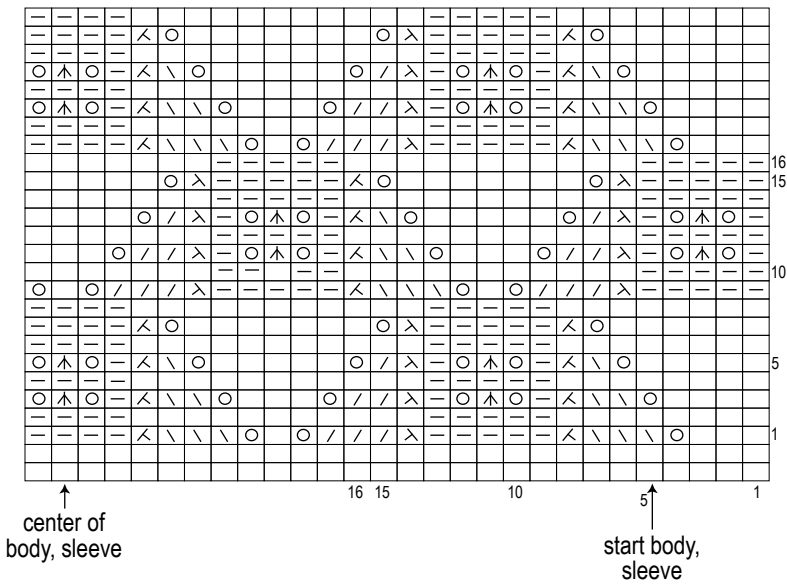 16
15
10
5
1
16 15 10 5 1
center of
body, sleeve
start body,
sleeve